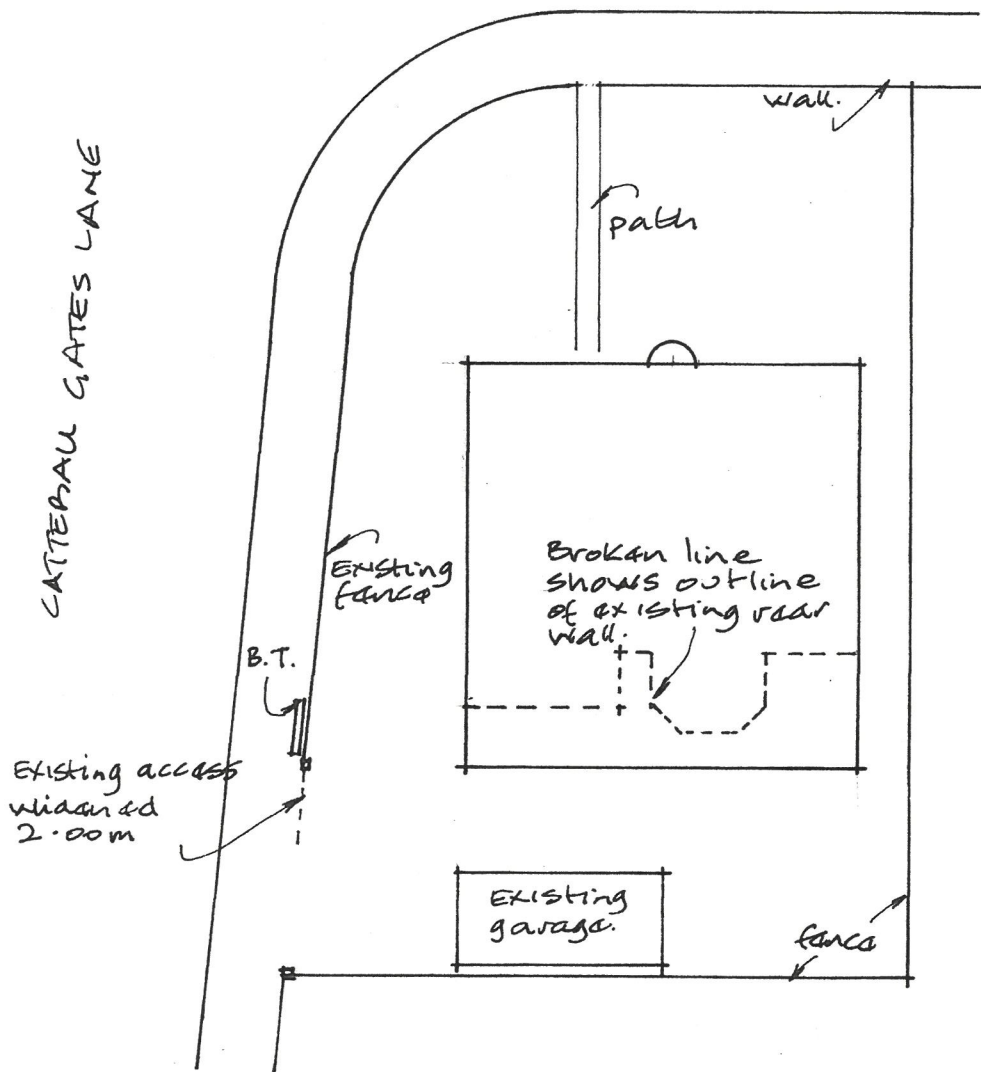 wall.
path
CATTERALL GATES LANE
Existing
fence
Broken line
shows outline
of existing rear
wall.
B.T.
Existing access
widened
2.00m
Existing
garage.
fence